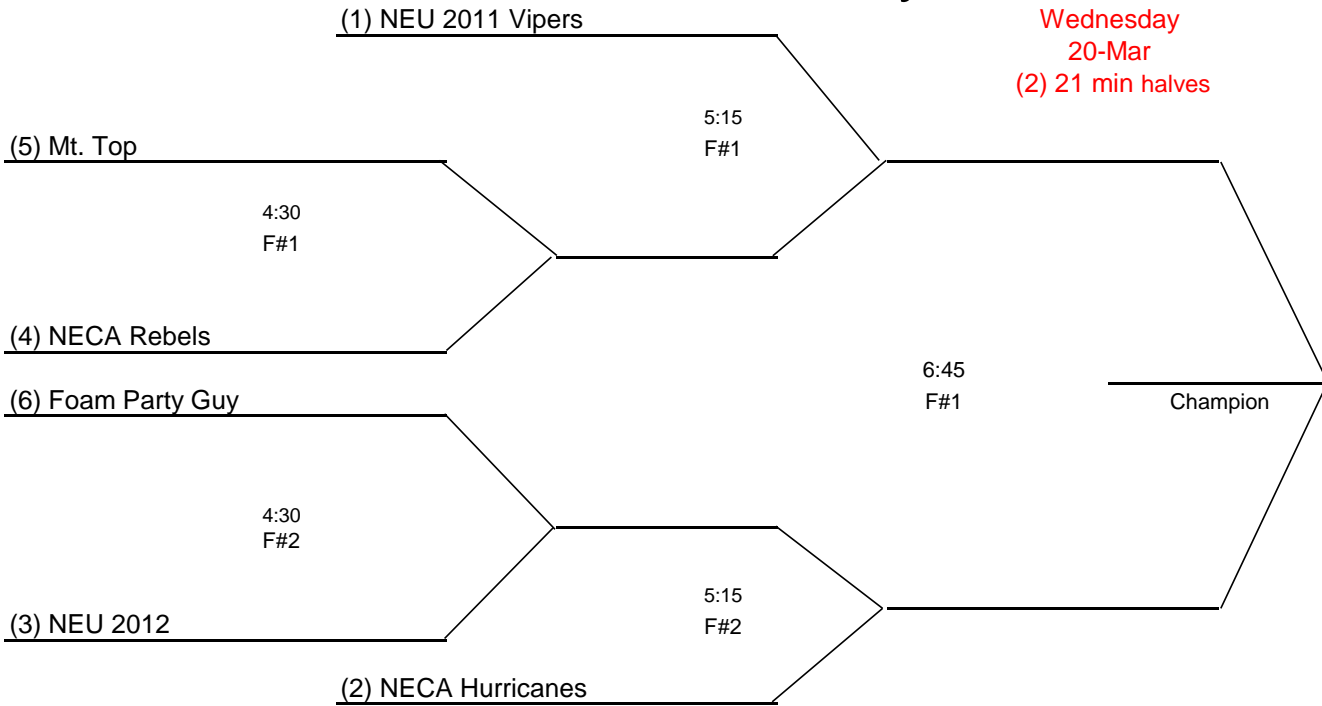 (1) NEU 2011 Vipers
Wednesday
20-Mar
(2) 21 min halves
5:15
F#1
(5) Mt. Top
4:30
F#1
(4) NECA Rebels
6:45
F#1
Champion
(6) Foam Party Guy
4:30
F#2
5:15
F#2
(3) NEU 2012
(2) NECA Hurricanes